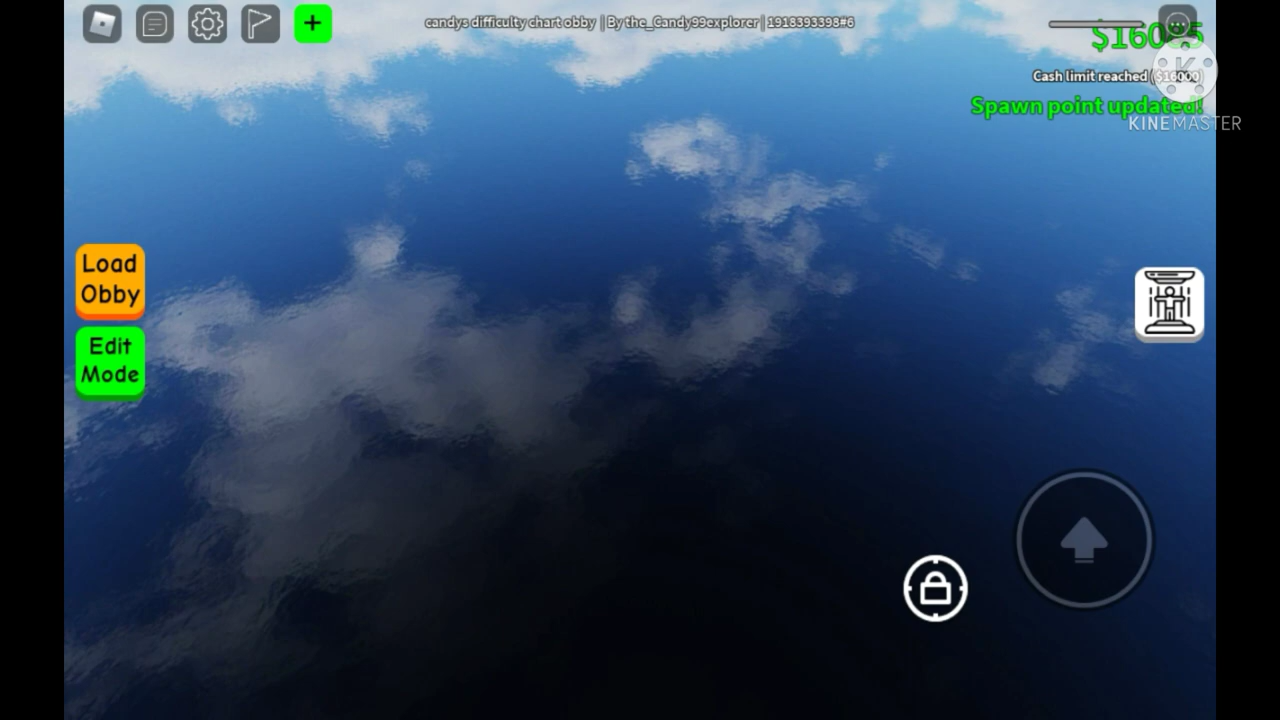 candys difficulty chart obby | By the_Candy99explorer | 1918393398#6
Cash limit reached ($16000)
Spawn point updated!
KINEMASTER
Load
Obby
Edit
Mode